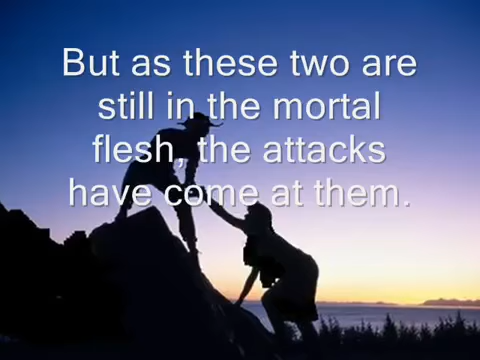 But as these two are
still in the mortal
flesh, the attacks
have come at them.